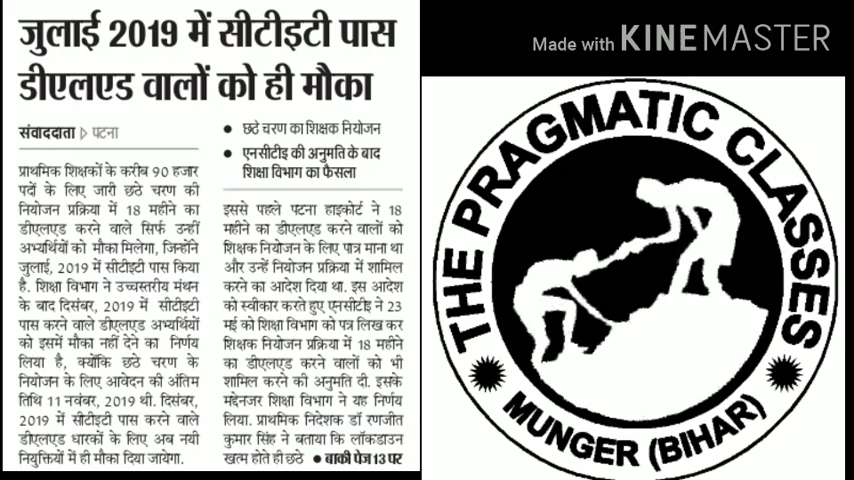 जुलाई 2019 में सीटीइटी पास
डीएलएड वालों को ही मौका
संवाददाता ▷ पटना
प्राथमिक शिक्षकों के करीब 90 हजार
पदों के लिए जारी छठे चरण की
नियोजन प्रक्रिया में 18 महीने का
डीएलएड करने वाले सिर्फ उन्हीं
अभ्यर्थियों को मौका मिलेगा, जिन्होंने
जुलाई, 2019 में सीटीइटी पास किया
है. शिक्षा विभाग ने उच्चस्तरीय मंथन
के बाद दिसंबर, 2019 में सीटीइटी
पास करने वाले डीएलएड अभ्यर्थियों
को इसमें मौका नहीं देने का निर्णय
लिया है, क्योंकि छठे चरण के
नियोजन के लिए आवेदन की अंतिम
तिथि 11 नवंबर, 2019 थी. दिसंबर,
2019 में सीटीइटी पास करने वाले
डीएलएड धारकों के लिए अब नयी
नियुक्तियों में ही मौका दिया जायेगा.
● छठे चरण का शिक्षक नियोजन
● एनसीटीइ की अनुमति के बाद
शिक्षा विभाग का फैसला
इससे पहले पटना हाइकोर्ट ने 18
महीने का डीएलएड करने वालों को
शिक्षक नियोजन के लिए पात्र माना था
और उन्हें नियोजन प्रक्रिया में शामिल
करने का आदेश दिया था. इस आदेश
को स्वीकार करते हुए एनसीटीइ ने 23
मई को शिक्षा विभाग को पत्र लिख कर
शिक्षक नियोजन प्रक्रिया में 18 महीने
का डीएलएड करने वालों को भी
शामिल करने की अनुमति दी. इसके
मद्देनजर शिक्षा विभाग ने यह निर्णय
लिया. प्राथमिक निदेशक डॉ रणजीत
कुमार सिंह ने बताया कि लॉकडाउन
खत्म होते ही छठे ● बाकी पेज 13 पर
Made with KINEMASTER
THE PRAGMATIC CLASSES
MUNGER (BIHAR)